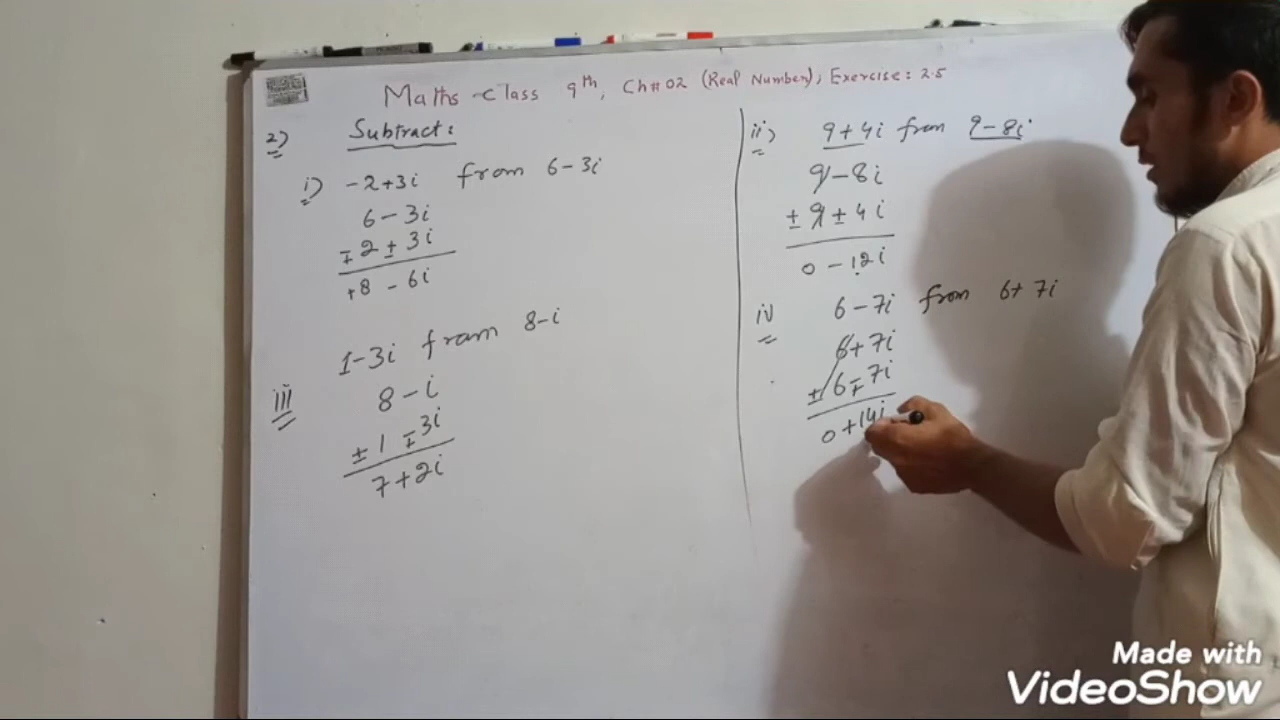 Maths Class 9th, Ch# 02 (Real Number), Exercise: 2.5
2) Subtract:
i) -2+3i from 6-3i
6-3i
∓2±3i
+8-6i
iii 1-3i from 8-i
8-i
±1∓3i
7+2i
ii) 9+4i from 9-8i
9-8i
±9±4i
0-12i
iv 6-7i from 6+7i
6+7i
±6∓7i
0+14i
Made with
VideoShow